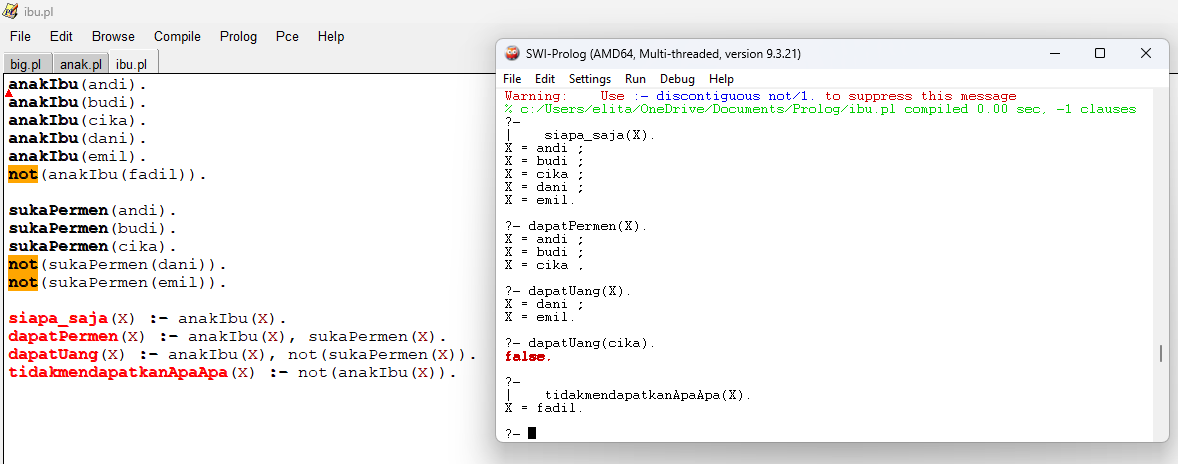 ibu.pl
File Edit Browse Compile Prolog Pce Help
big.pl anak.pl ibu.pl
anakIbu(andi).
anakIbu(budi).
anakIbu(cika).
anakIbu(dani).
anakIbu(emil).
not(anakIbu(fadil)).
sukaPermen(andi).
sukaPermen(budi).
sukaPermen(cika).
not(sukaPermen(dani)).
not(sukaPermen(emil)).
siapa_saja(X) :- anakIbu(X).
dapatPermen(X) :- anakIbu(X), sukaPermen(X).
dapatUang(X) :- anakIbu(X), not(sukaPermen(X)).
tidakmendapatkanApaApa(X) :- not(anakIbu(X)).
SWI-Prolog (AMD64, Multi-threaded, version 9.3.21)
File Edit Settings Run Debug Help
Warning: Use :- discontiguous not/1. to suppress this message
% c:/Users/elita/OneDrive/Documents/Prolog/ibu.pl compiled 0.00 sec, -1 clauses
?-
| siapa_saja(X).
X = andi ;
X = budi ;
X = cika ;
X = dani ;
X = emil.
?- dapatPermen(X).
X = andi ;
X = budi ;
X = cika .
?- dapatUang(X).
X = dani ;
X = emil.
?- dapatUang(cika).
false.
?-
| tidakmendapatkanApaApa(X).
X = fadil.
?-